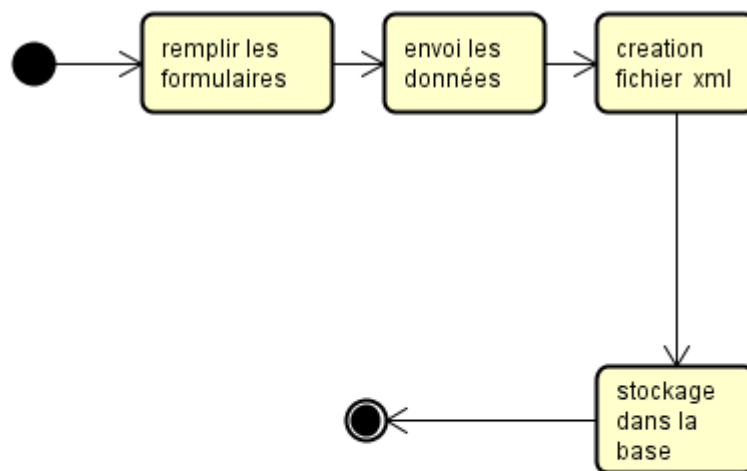 remplir les
formulaires
envoi les
données
creation
fichier xml
stockage
dans la
base